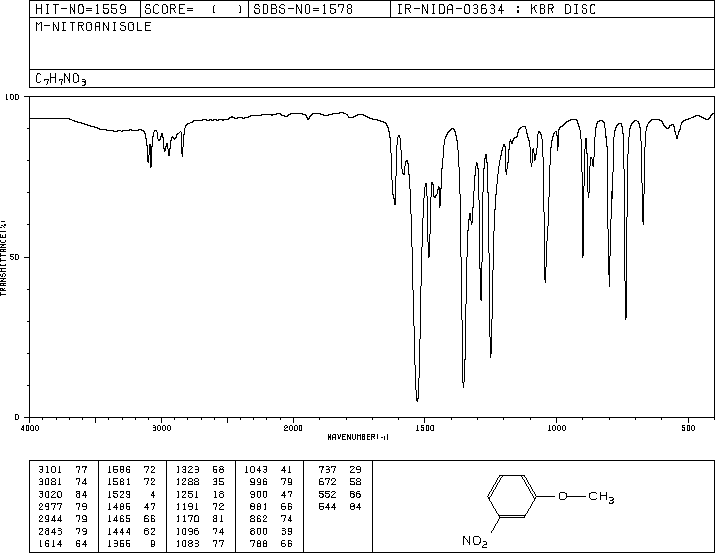 HIT-NO=1559 SCORE= ( ) SDBS-NO=1578 IR-NIDA-03634 : KBR DISC
M-NITROANISOLE
C7H7NO3
100
50
0
TRANSMITTANCE(%)
4000 3000 2000 1500 1000 500
WAVENUMBER(-1)
3101 77 1586 72 1323 58 1043 41 737 29
3081 74 1581 72 1288 35 996 79 672 58
3020 84 1529 4 1251 18 900 47 552 86
2977 79 1486 47 1191 72 881 66 544 84
2944 79 1465 66 1170 81 862 74
2843 79 1444 62 1096 74 800 39
1614 64 1355 9 1083 77 788 66
O CH3
NO2